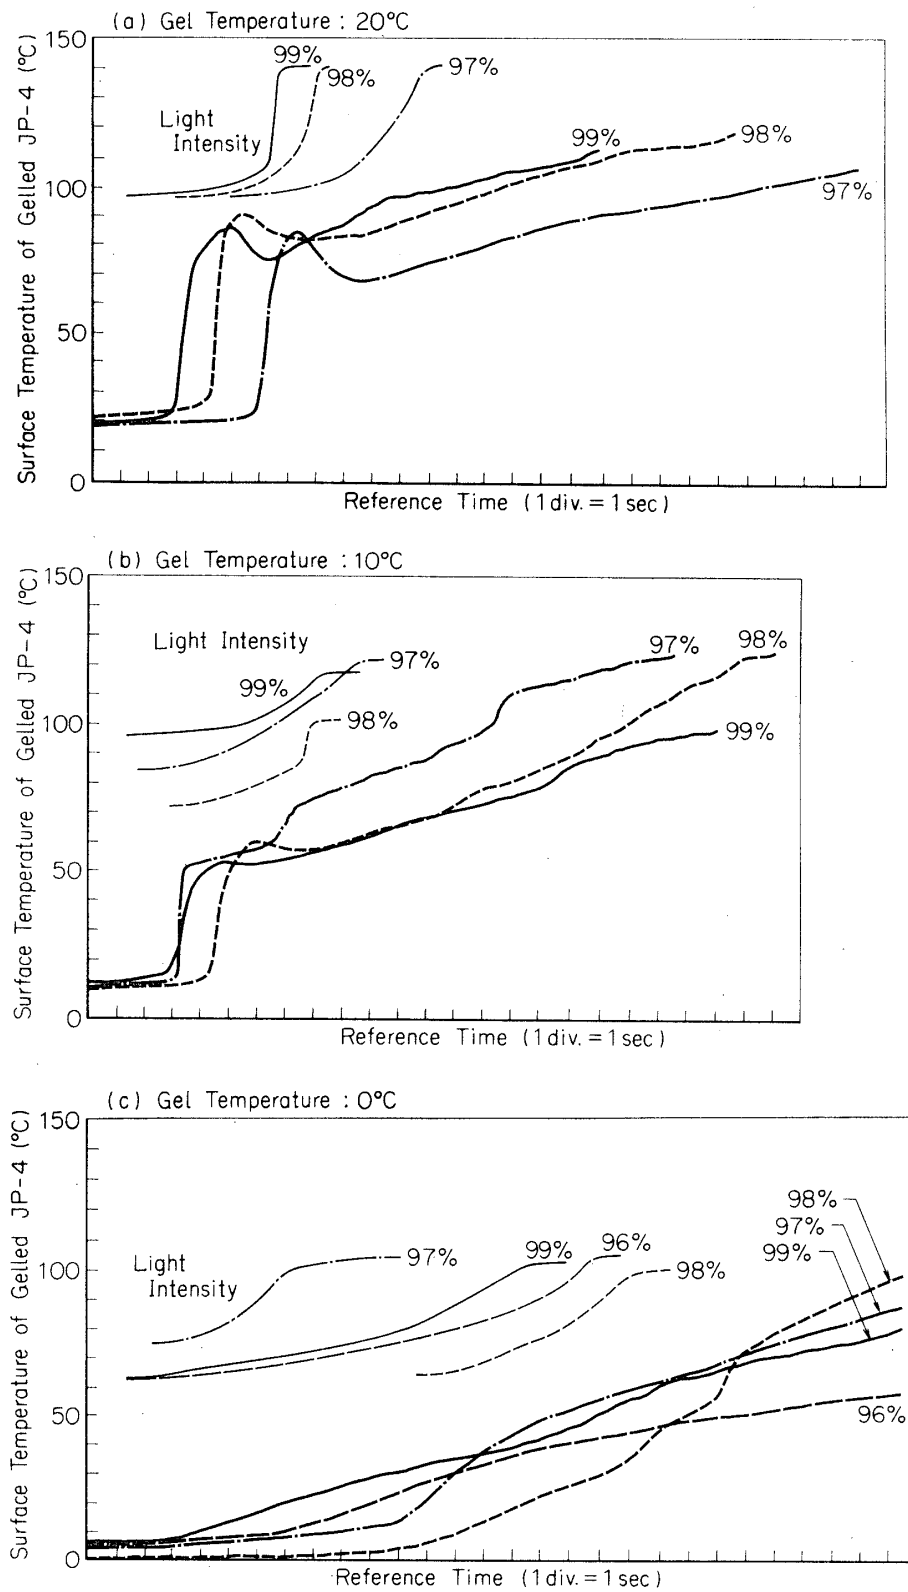 (a) Gel Temperature : 20°C
Surface Temperature of Gelled JP-4 (°C)
150
100
50
0
Light
Intensity
99%
98%
97%
99%
98%
97%
Reference Time (1 div. = 1 sec)
(b) Gel Temperature : 10°C
Surface Temperature of Gelled JP-4 (°C)
150
100
50
0
Light Intensity
99%
97%
98%
97%
98%
99%
Reference Time (1 div. = 1 sec)
(c) Gel Temperature : 0°C
Surface Temperature of Gelled JP-4 (°C)
150
100
50
0
Light
Intensity
97%
99%
96%
98%
98%
97%
99%
96%
Reference Time (1 div. = 1 sec)